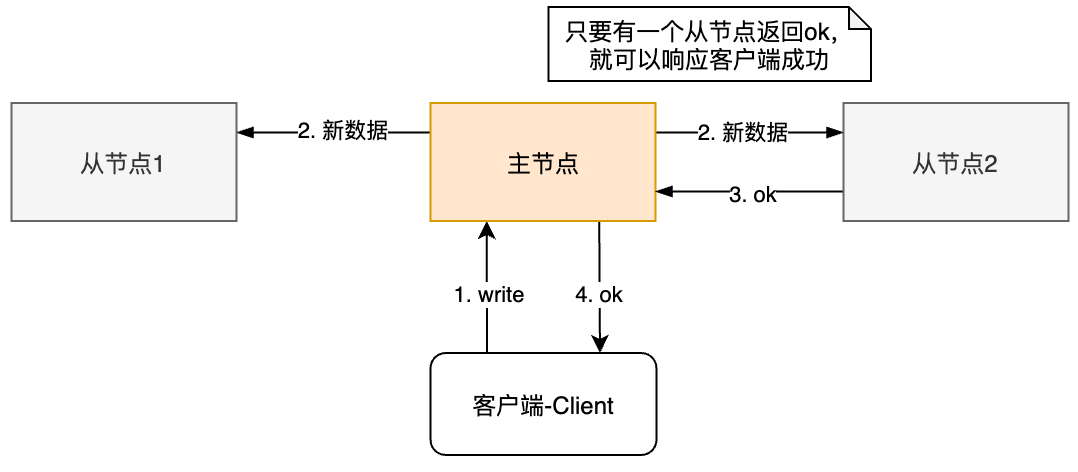 只要有一个从节点返回ok，
就可以响应客户端成功
从节点1
2. 新数据
主节点
2. 新数据
从节点2
3. ok
1. write
4. ok
客户端-Client